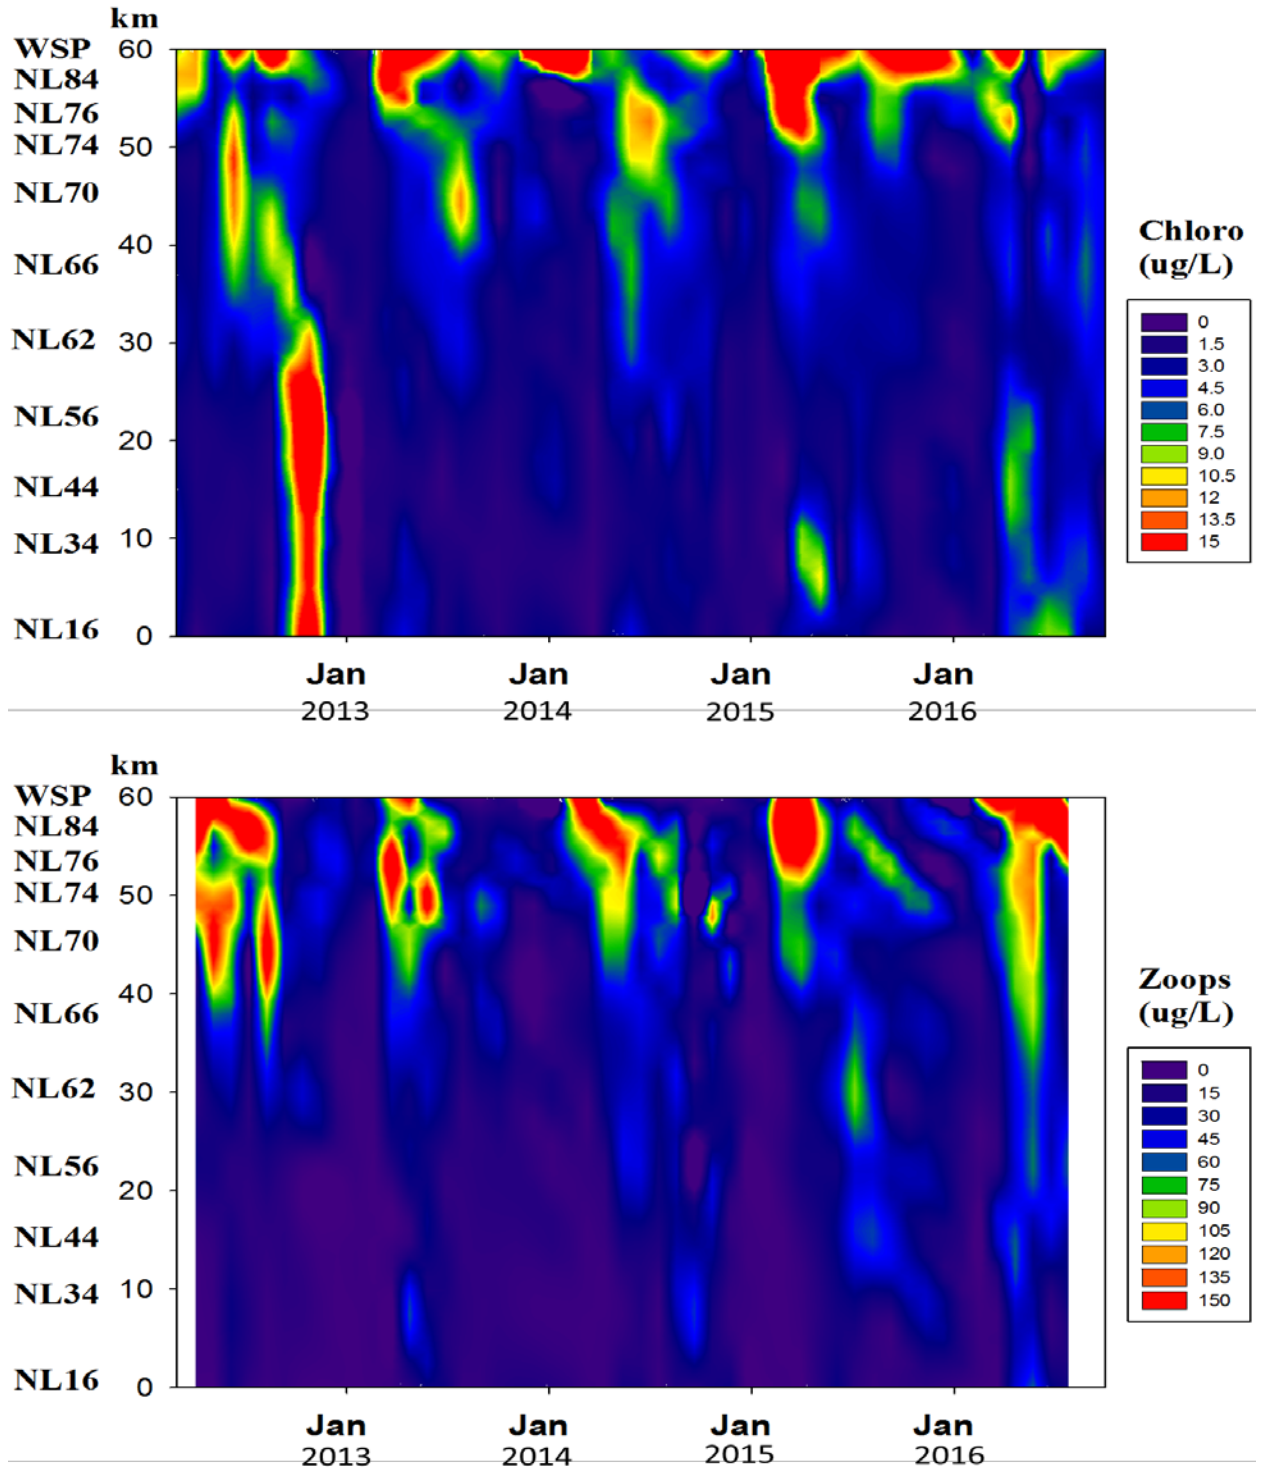 km
WSP 60
NL84
NL76
NL74 50
NL70
40
NL66
NL62 30
NL56
20
NL44
NL34 10
NL16 0
Jan Jan Jan Jan
2013 2014 2015 2016
Chloro
(ug/L)
0
1.5
3.0
4.5
6.0
7.5
9.0
10.5
12
13.5
15
km
WSP 60
NL84
NL76
NL74 50
NL70
40
NL66
NL62 30
NL56
20
NL44
NL34 10
NL16 0
Jan Jan Jan Jan
2013 2014 2015 2016
Zoops
(ug/L)
0
15
30
45
60
75
90
105
120
135
150